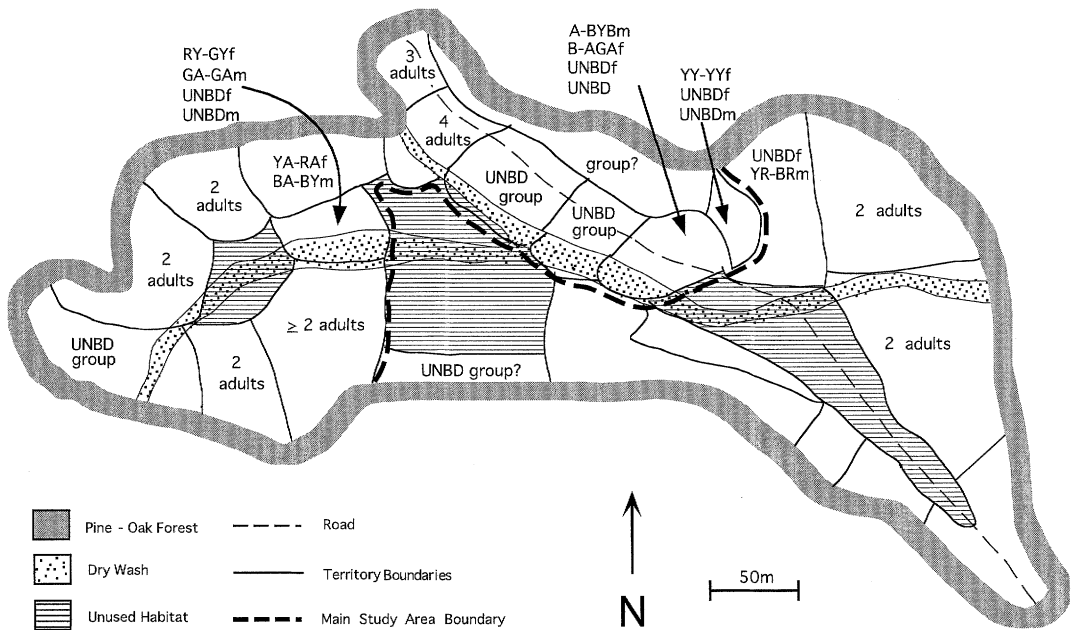 RY-GYf
GA-GAm
UNBDf
UNBDm
3
adults
A-BYBm
B-AGAf
UNBDf
UNBD
YY-YYf
UNBDf
UNBDm
4
adults
YA-RAf
BA-BYm
group?
UNBDf
YR-BRm
UNBD
group
2
adults
UNBD
group
2 adults
2
adults
≥ 2 adults
UNBD
group
2
adults
UNBD group?
2 adults
Pine - Oak Forest
Road
Dry Wash
Territory Boundaries
50m
Unused Habitat
Main Study Area Boundary
N